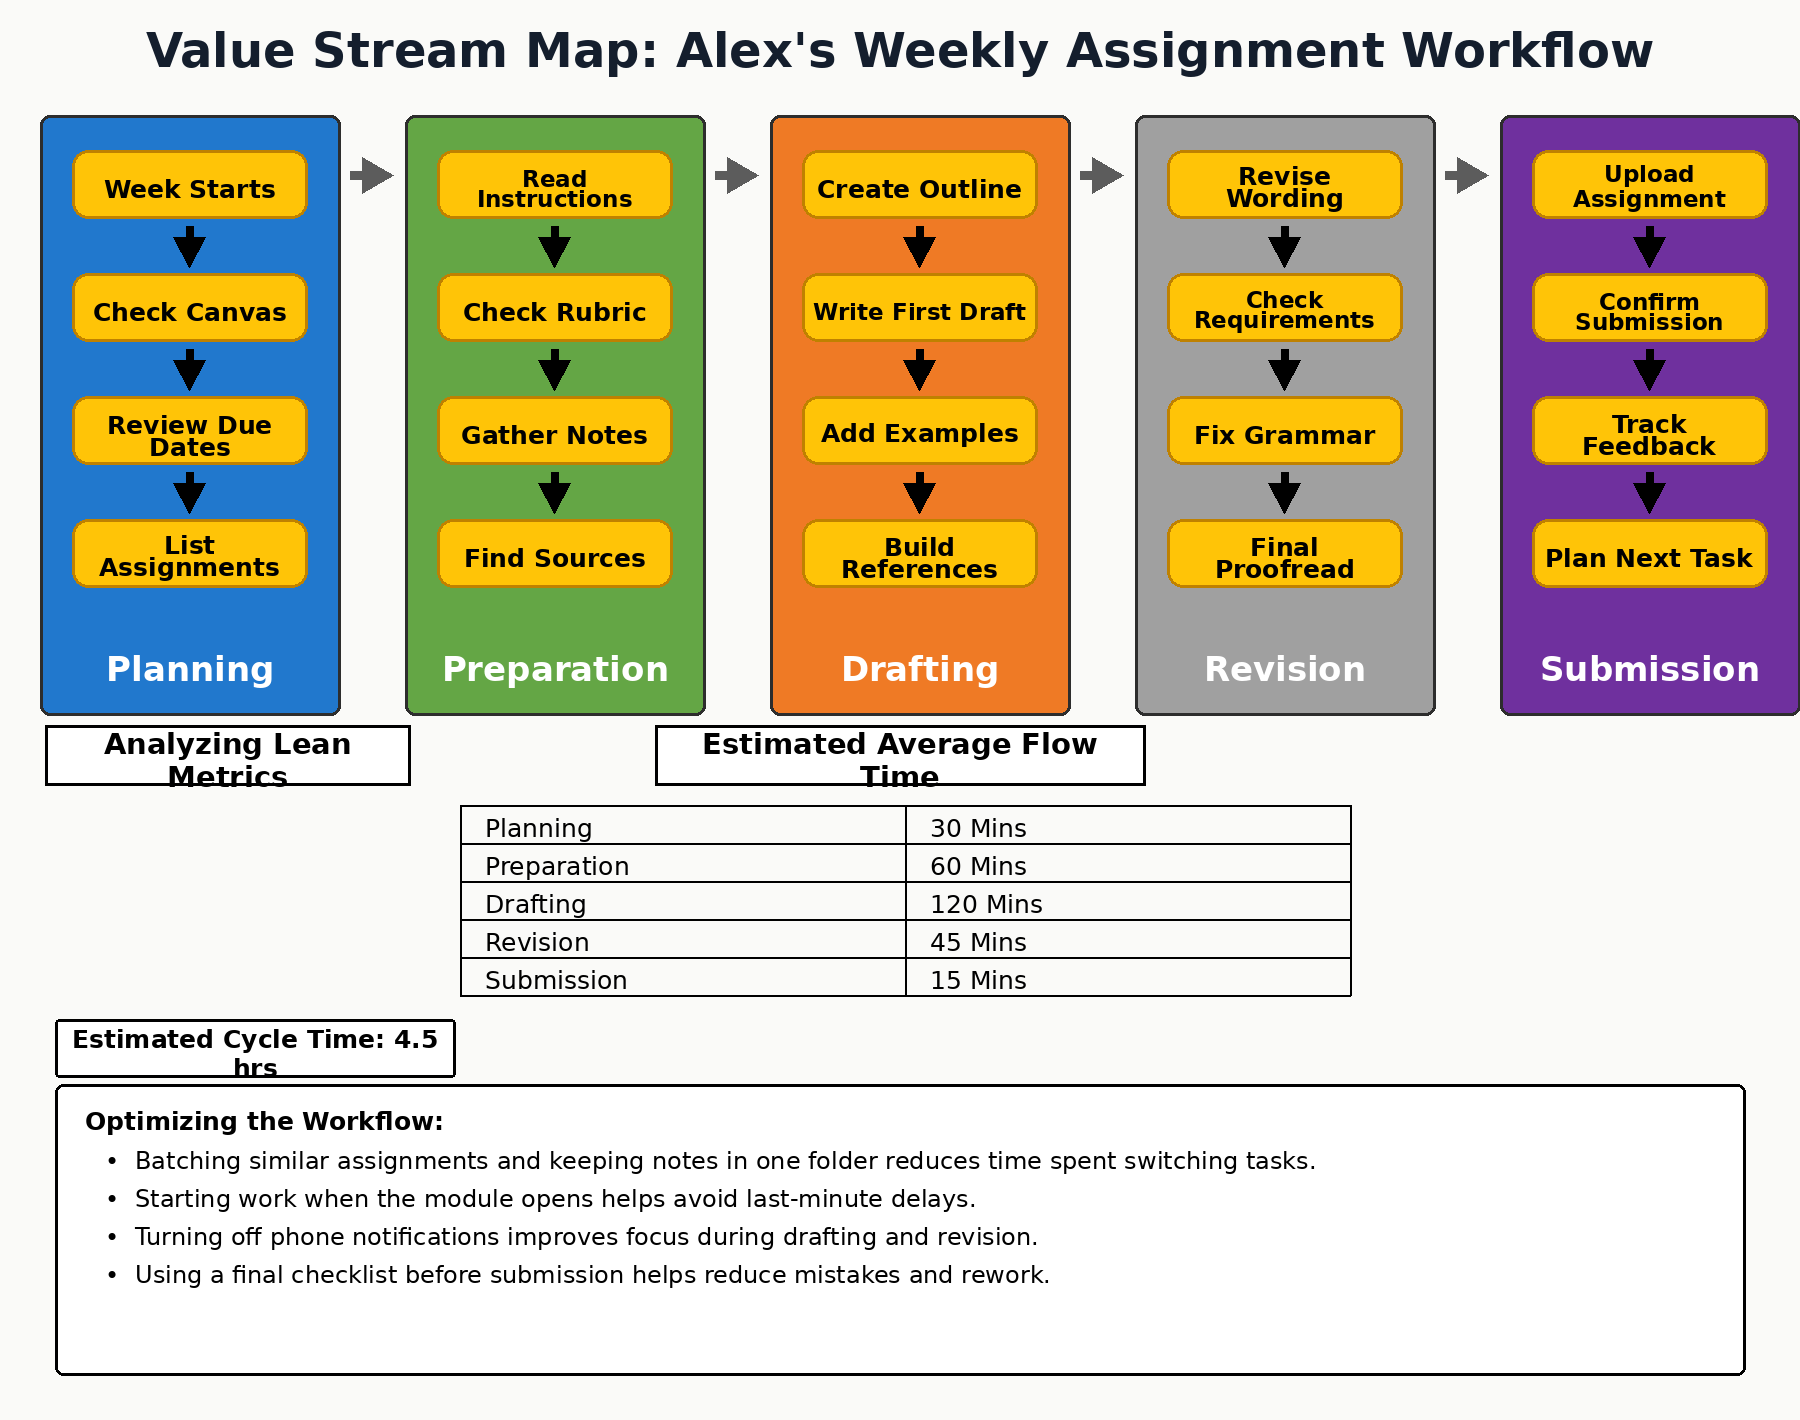 Value Stream Map: Alex's Weekly Assignment Workflow
Week Starts
Check Canvas
Review Due
Dates
List
Assignments
Planning
Read
Instructions
Check Rubric
Gather Notes
Find Sources
Preparation
Create Outline
Write First Draft
Add Examples
Build
References
Drafting
Revise
Wording
Check
Requirements
Fix Grammar
Final
Proofread
Revision
Upload
Assignment
Confirm
Submission
Track
Feedback
Plan Next Task
Submission
Analyzing Lean
Metrics
Estimated Average Flow
Time
Planning 30 Mins
Preparation 60 Mins
Drafting 120 Mins
Revision 45 Mins
Submission 15 Mins
Estimated Cycle Time: 4.5
hrs
Optimizing the Workflow:
• Batching similar assignments and keeping notes in one folder reduces time spent switching tasks.
• Starting work when the module opens helps avoid last-minute delays.
• Turning off phone notifications improves focus during drafting and revision.
• Using a final checklist before submission helps reduce mistakes and rework.